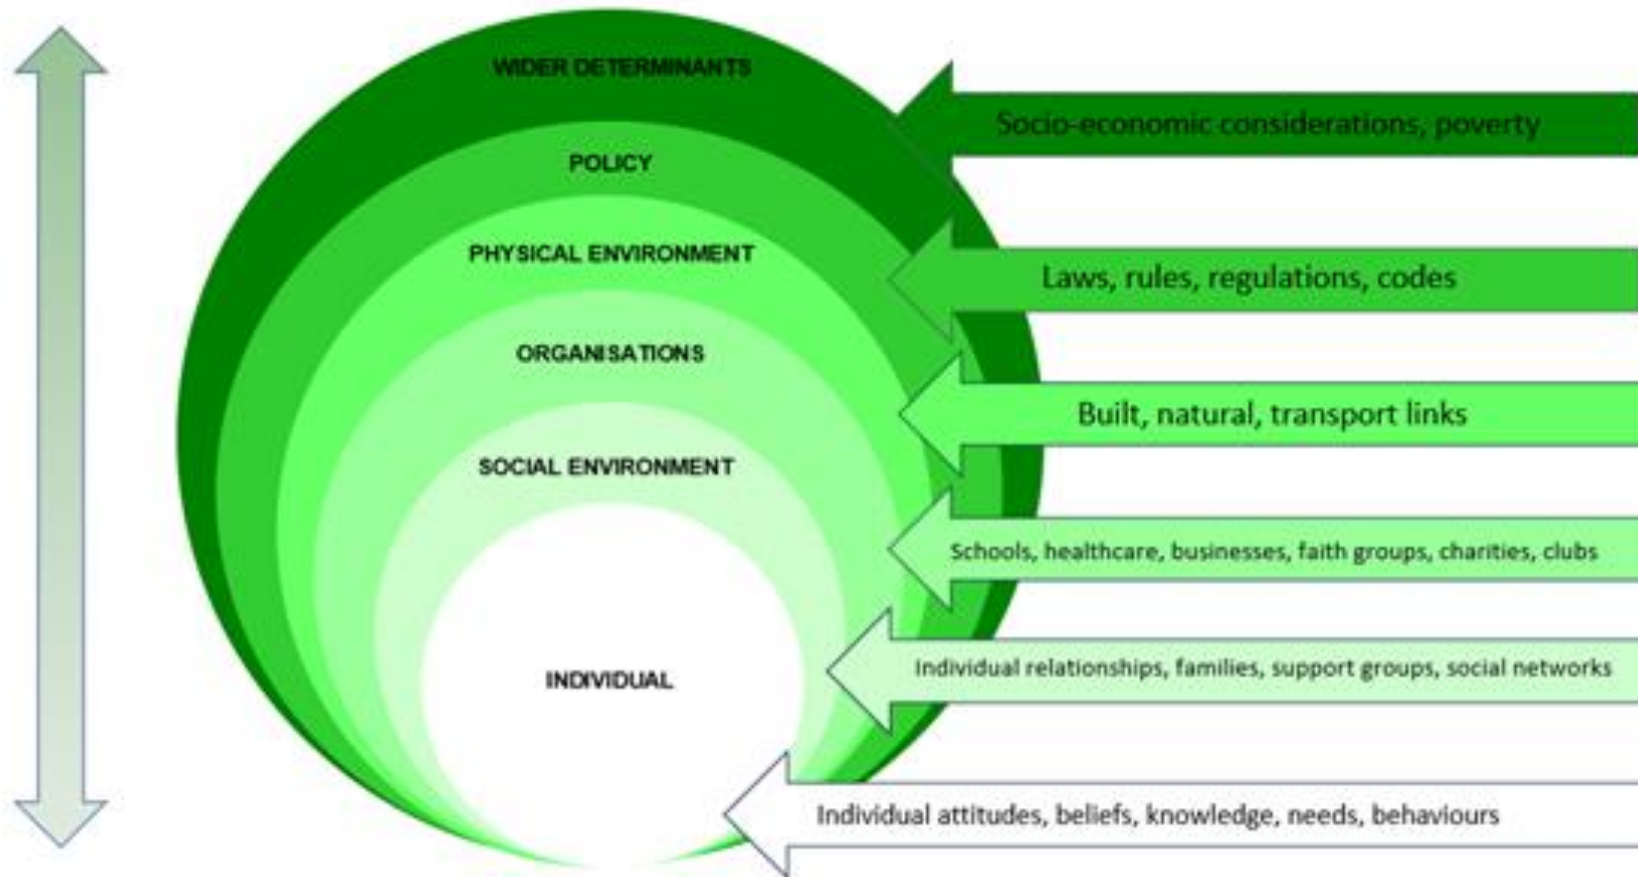 WIDER DETERMINANTS
Socio-economic considerations, poverty
POLICY
Laws, rules, regulations, codes
PHYSICAL ENVIRONMENT
Built, natural, transport links
ORGANISATIONS
Schools, healthcare, businesses, faith groups, charities, clubs
SOCIAL ENVIRONMENT
Individual relationships, families, support groups, social networks
INDIVIDUAL
Individual attitudes, beliefs, knowledge, needs, behaviours